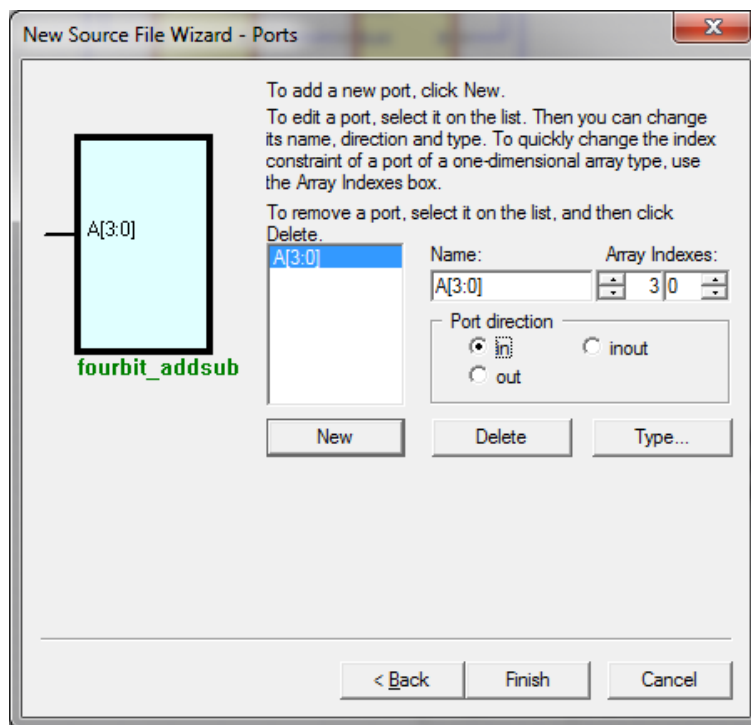 New Source File Wizard - Ports
To add a new port, click New.
To edit a port, select it on the list. Then you can change
its name, direction and type. To quickly change the index
constraint of a port of a one-dimensional array type, use
the Array Indexes box.
To remove a port, select it on the list, and then click
Delete.
A[3:0]
fourbit_addsub
A[3:0]
Name:
Array Indexes:
A[3:0]
3
0
Port direction
in
inout
out
New
Delete
Type...
< Back
Finish
Cancel